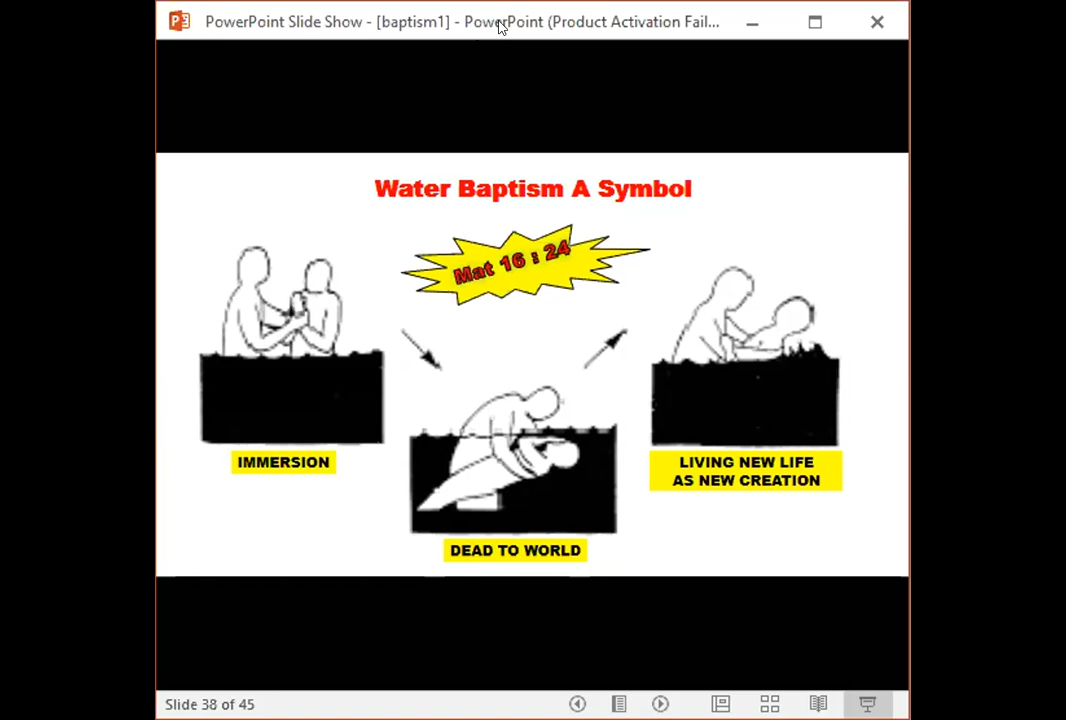 PowerPoint Slide Show - [baptism1] - PowerPoint (Product Activation Fail...
Water Baptism A Symbol
Mat 16 : 24
IMMERSION
DEAD TO WORLD
LIVING NEW LIFE
AS NEW CREATION
Slide 38 of 45